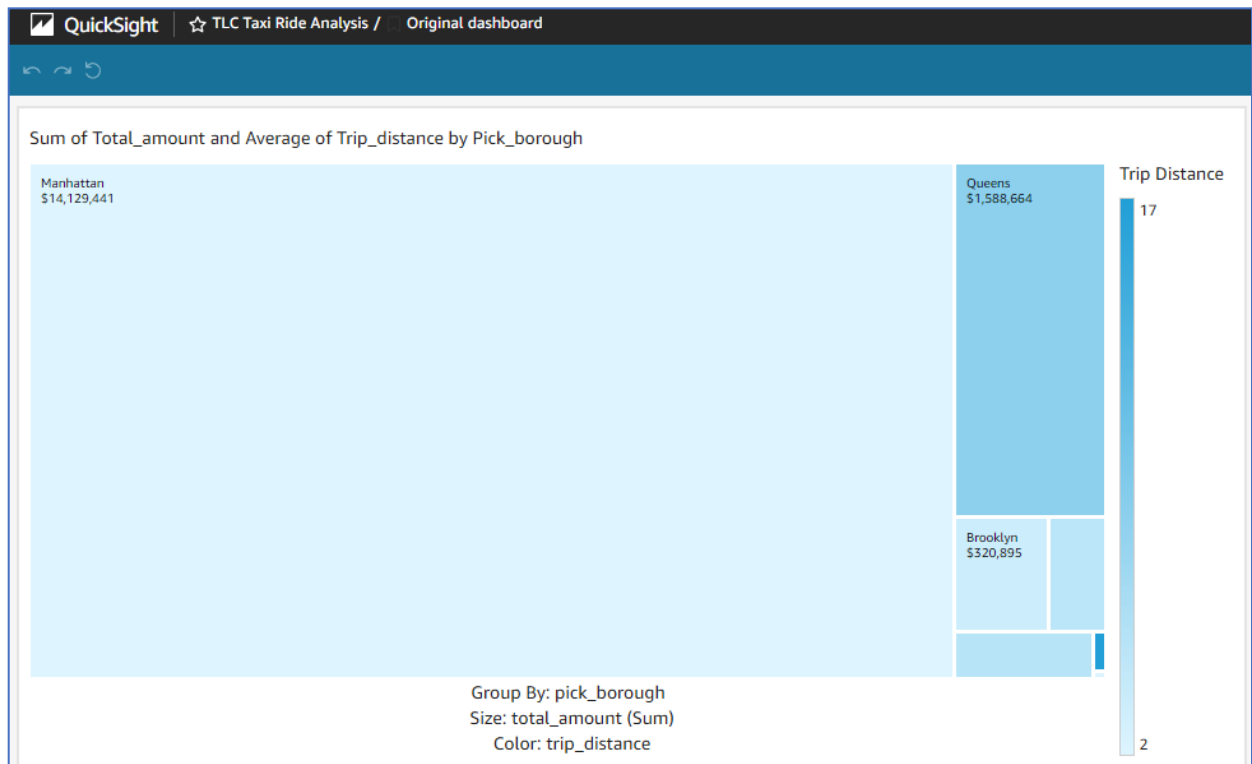 QuickSight
TLC Taxi Ride Analysis / Original dashboard
Sum of Total_amount and Average of Trip_distance by Pick_borough
Manhattan
$14,129,441
Queens
$1,588,664
Brooklyn
$320,895
Trip Distance
17
2
Group By: pick_borough
Size: total_amount (Sum)
Color: trip_distance